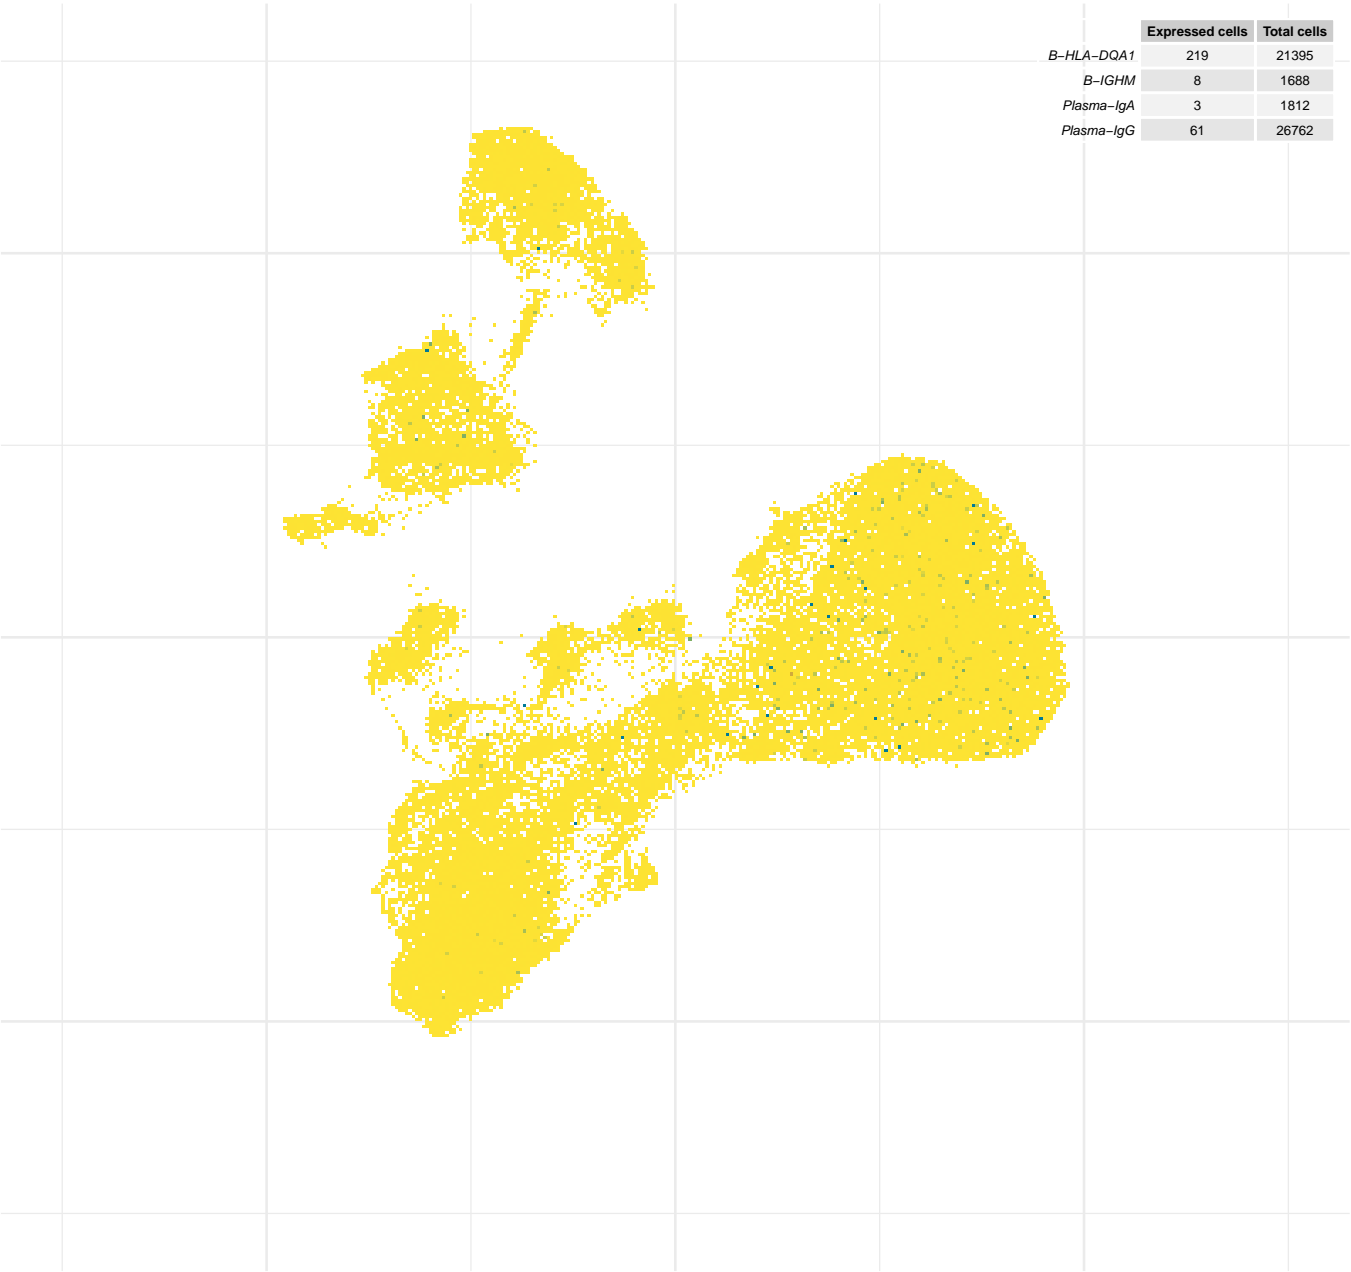 Expressed cells Total cells
B−HLA−DQA1 219 21395
B−IGHM 8 1688
Plasma−IgA 3 1812
Plasma−IgG 61 26762